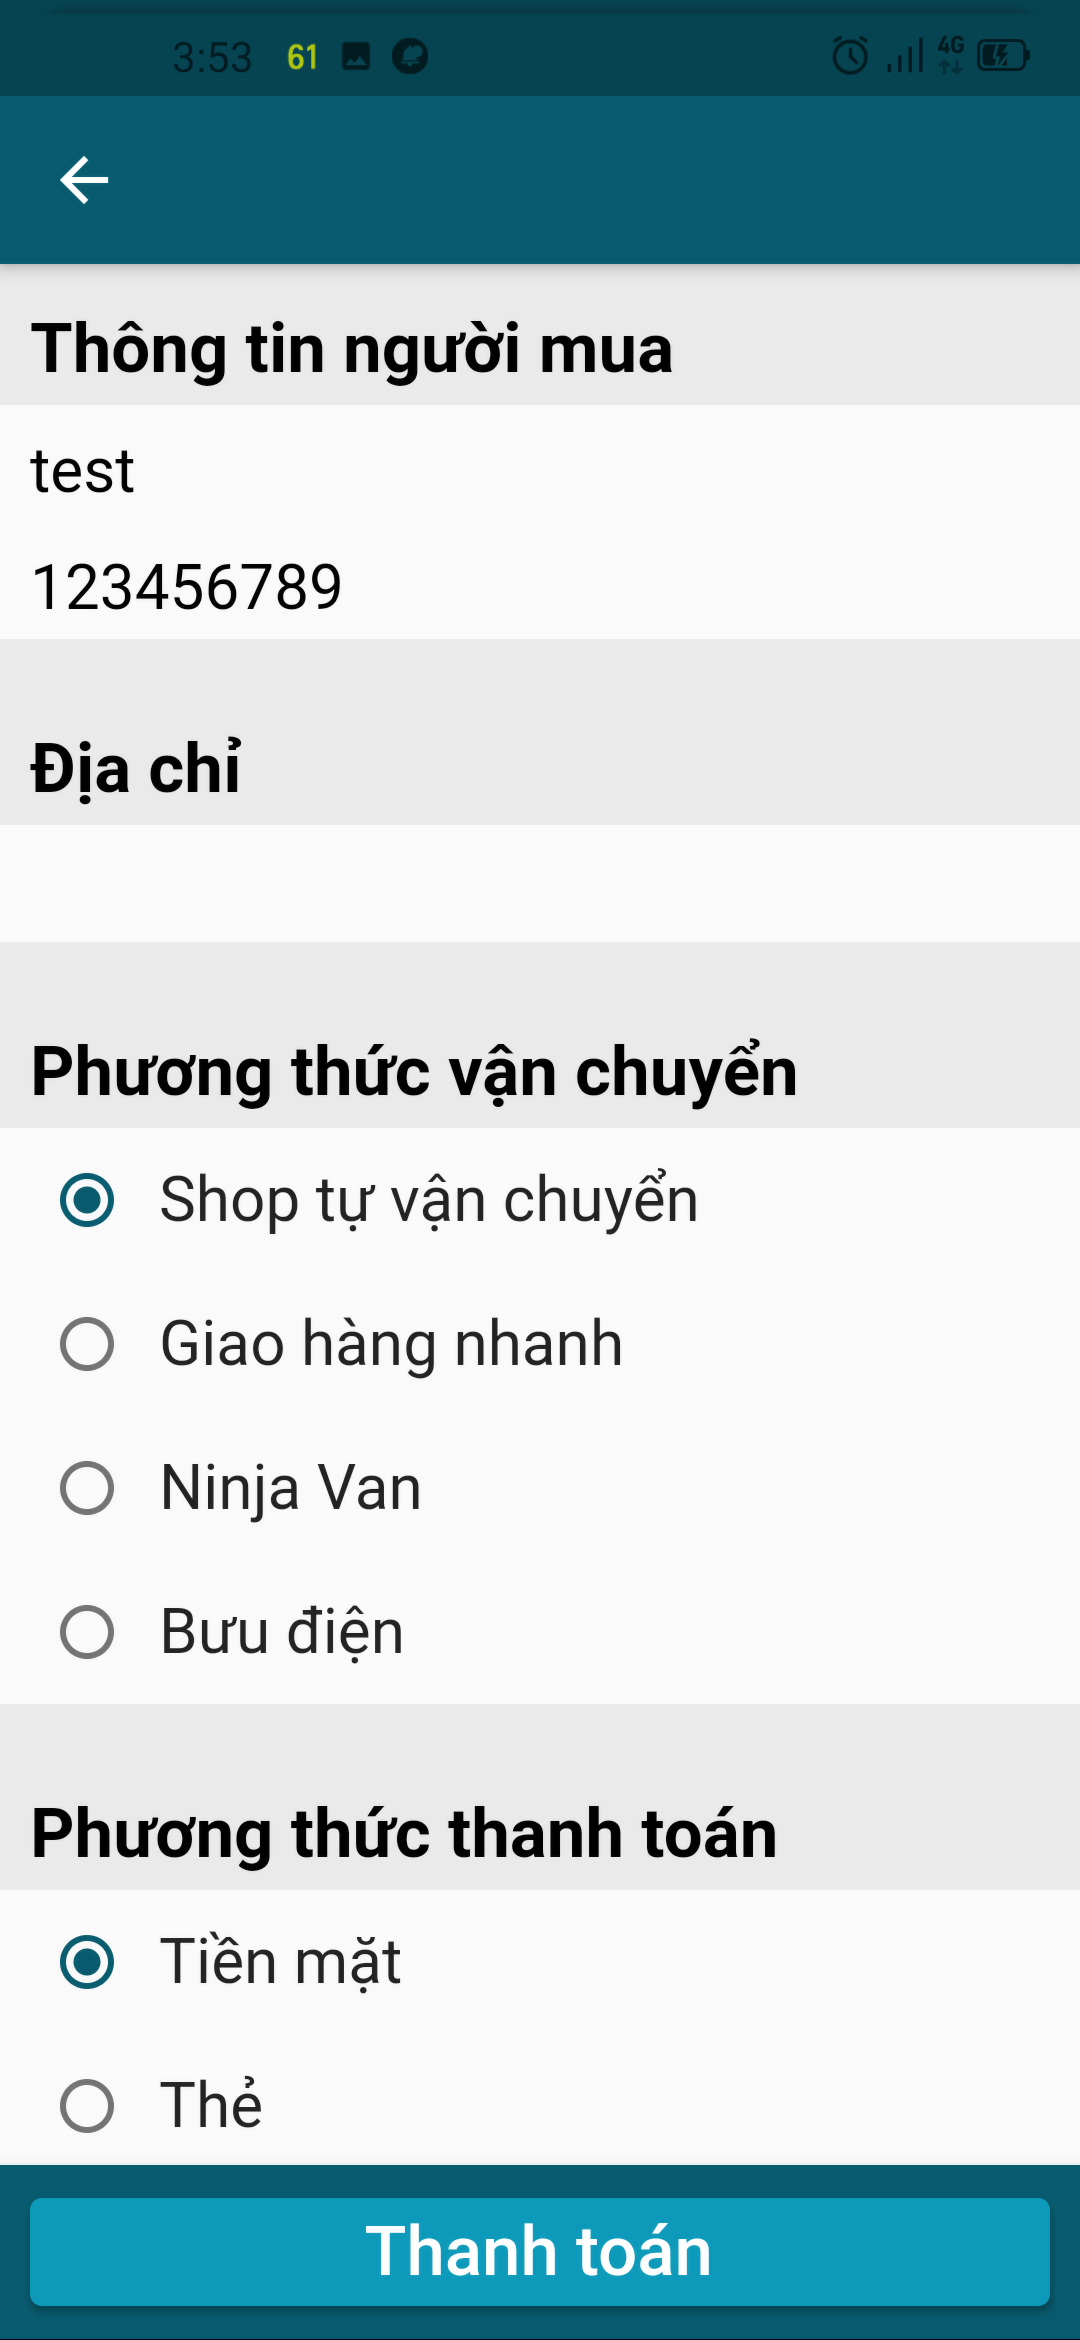 3:53 61 4G
Thông tin người mua
test
123456789
Địa chỉ
Phương thức vận chuyển
Shop tự vận chuyển
Giao hàng nhanh
Ninja Van
Bưu điện
Phương thức thanh toán
Tiền mặt
Thẻ
Thanh toán